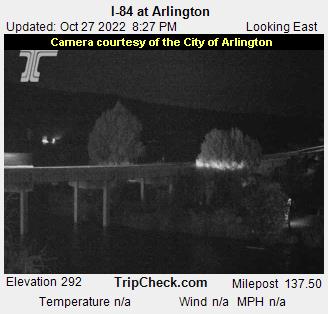 I-84 at Arlington
Updated: Oct 27 2022 8:27 PM Looking East
Camera courtesy of the City of Arlington
Elevation 292 TripCheck.com Milepost 137.50
Temperature n/a Wind n/a MPH n/a